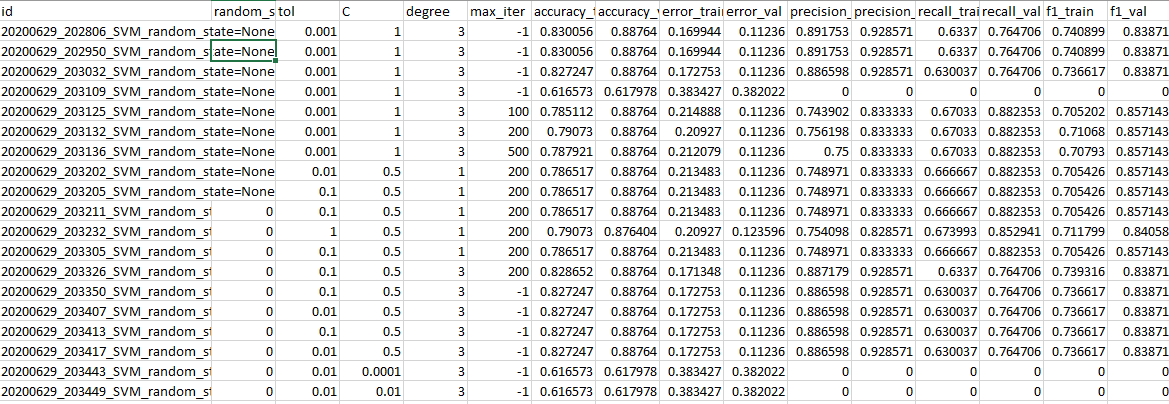 id random_s tol C degree max_iter accuracy_t accuracy_v error_trai error_val precision_ precision_ recall_trai recall_val f1_train f1_val
20200629_202806_SVM_random_state=None 0.001 1 3 -1 0.830056 0.88764 0.169944 0.11236 0.891753 0.928571 0.6337 0.764706 0.740899 0.83871
20200629_202950_SVM_random_state=None 0.001 1 3 -1 0.830056 0.88764 0.169944 0.11236 0.891753 0.928571 0.6337 0.764706 0.740899 0.83871
20200629_203032_SVM_random_state=None 0.001 1 3 -1 0.827247 0.88764 0.172753 0.11236 0.886598 0.928571 0.630037 0.764706 0.736617 0.83871
20200629_203109_SVM_random_state=None 0.001 1 3 -1 0.616573 0.617978 0.383427 0.382022 0 0 0 0 0 0
20200629_203125_SVM_random_state=None 0.001 1 3 100 0.785112 0.88764 0.214888 0.11236 0.743902 0.833333 0.67033 0.882353 0.705202 0.857143
20200629_203132_SVM_random_state=None 0.001 1 3 200 0.79073 0.88764 0.20927 0.11236 0.756198 0.833333 0.67033 0.882353 0.71068 0.857143
20200629_203136_SVM_random_state=None 0.001 1 3 500 0.787921 0.88764 0.212079 0.11236 0.75 0.833333 0.67033 0.882353 0.70793 0.857143
20200629_203202_SVM_random_state=None 0.01 0.5 1 200 0.786517 0.88764 0.213483 0.11236 0.748971 0.833333 0.666667 0.882353 0.705426 0.857143
20200629_203205_SVM_random_state=None 0.1 0.5 1 200 0.786517 0.88764 0.213483 0.11236 0.748971 0.833333 0.666667 0.882353 0.705426 0.857143
20200629_203211_SVM_random_st 0 0.1 0.5 1 200 0.786517 0.88764 0.213483 0.11236 0.748971 0.833333 0.666667 0.882353 0.705426 0.857143
20200629_203232_SVM_random_st 0 1 0.5 1 200 0.79073 0.876404 0.20927 0.123596 0.754098 0.828571 0.673993 0.852941 0.711799 0.84058
20200629_203305_SVM_random_st 0 0.1 0.5 1 200 0.786517 0.88764 0.213483 0.11236 0.748971 0.833333 0.666667 0.882353 0.705426 0.857143
20200629_203326_SVM_random_st 0 0.1 0.5 3 200 0.828652 0.88764 0.171348 0.11236 0.887179 0.928571 0.6337 0.764706 0.739316 0.83871
20200629_203350_SVM_random_st 0 0.1 0.5 3 -1 0.827247 0.88764 0.172753 0.11236 0.886598 0.928571 0.630037 0.764706 0.736617 0.83871
20200629_203407_SVM_random_st 0 0.01 0.5 3 -1 0.827247 0.88764 0.172753 0.11236 0.886598 0.928571 0.630037 0.764706 0.736617 0.83871
20200629_203413_SVM_random_st 0 0.1 0.5 3 -1 0.827247 0.88764 0.172753 0.11236 0.886598 0.928571 0.630037 0.764706 0.736617 0.83871
20200629_203417_SVM_random_st 0 0.01 0.5 3 -1 0.827247 0.88764 0.172753 0.11236 0.886598 0.928571 0.630037 0.764706 0.736617 0.83871
20200629_203443_SVM_random_st 0 0.01 0.0001 3 -1 0.616573 0.617978 0.383427 0.382022 0 0 0 0 0 0
20200629_203449_SVM_random_st 0 0.01 0.01 3 -1 0.616573 0.617978 0.383427 0.382022 0 0 0 0 0 0